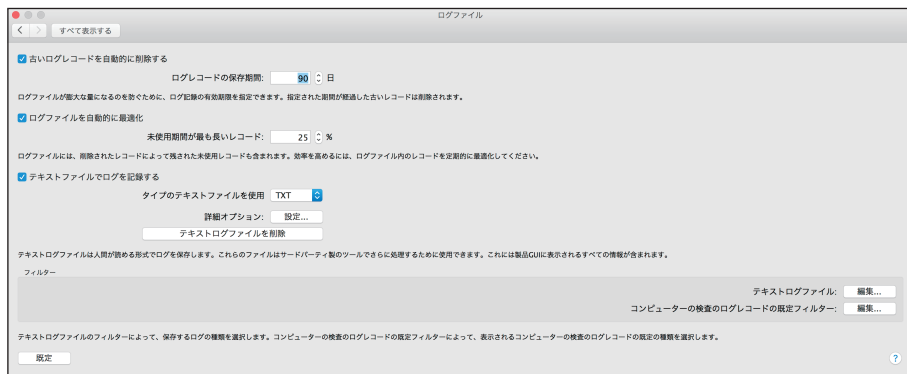 ログファイル
すべて表示する
古いログレコードを自動的に削除する
ログレコードの保存期間: 90 日
ログファイルが膨大な量になるのを防ぐために、ログ記録の有効期限を指定できます。指定された期間が経過した古いレコードは削除されます。
ログファイルを自動的に最適化
未使用期間が最も長いレコード: 25 %
ログファイルには、削除されたレコードによって残された未使用レコードも含まれます。効率を高めるには、ログファイル内のレコードを定期的に最適化してください。
テキストファイルでログを記録する
タイプのテキストファイルを使用 TXT
詳細オプション: 設定...
テキストログファイルを削除
テキストログファイルは人間が読める形式でログを保存します。これらのファイルはサードパーティ製のツールでさらに処理するために使用できます。これには製品GUIに表示されるすべての情報が含まれます。
フィルター
テキストログファイル: 編集...
コンピューターの検査のログレコードの既定フィルター: 編集...
テキストログファイルのフィルターによって、保存するログの種類を選択します。コンピューターの検査のログレコードの既定フィルターによって、表示されるコンピューターの検査のログレコードの既定の種類を選択します。
既定 ?